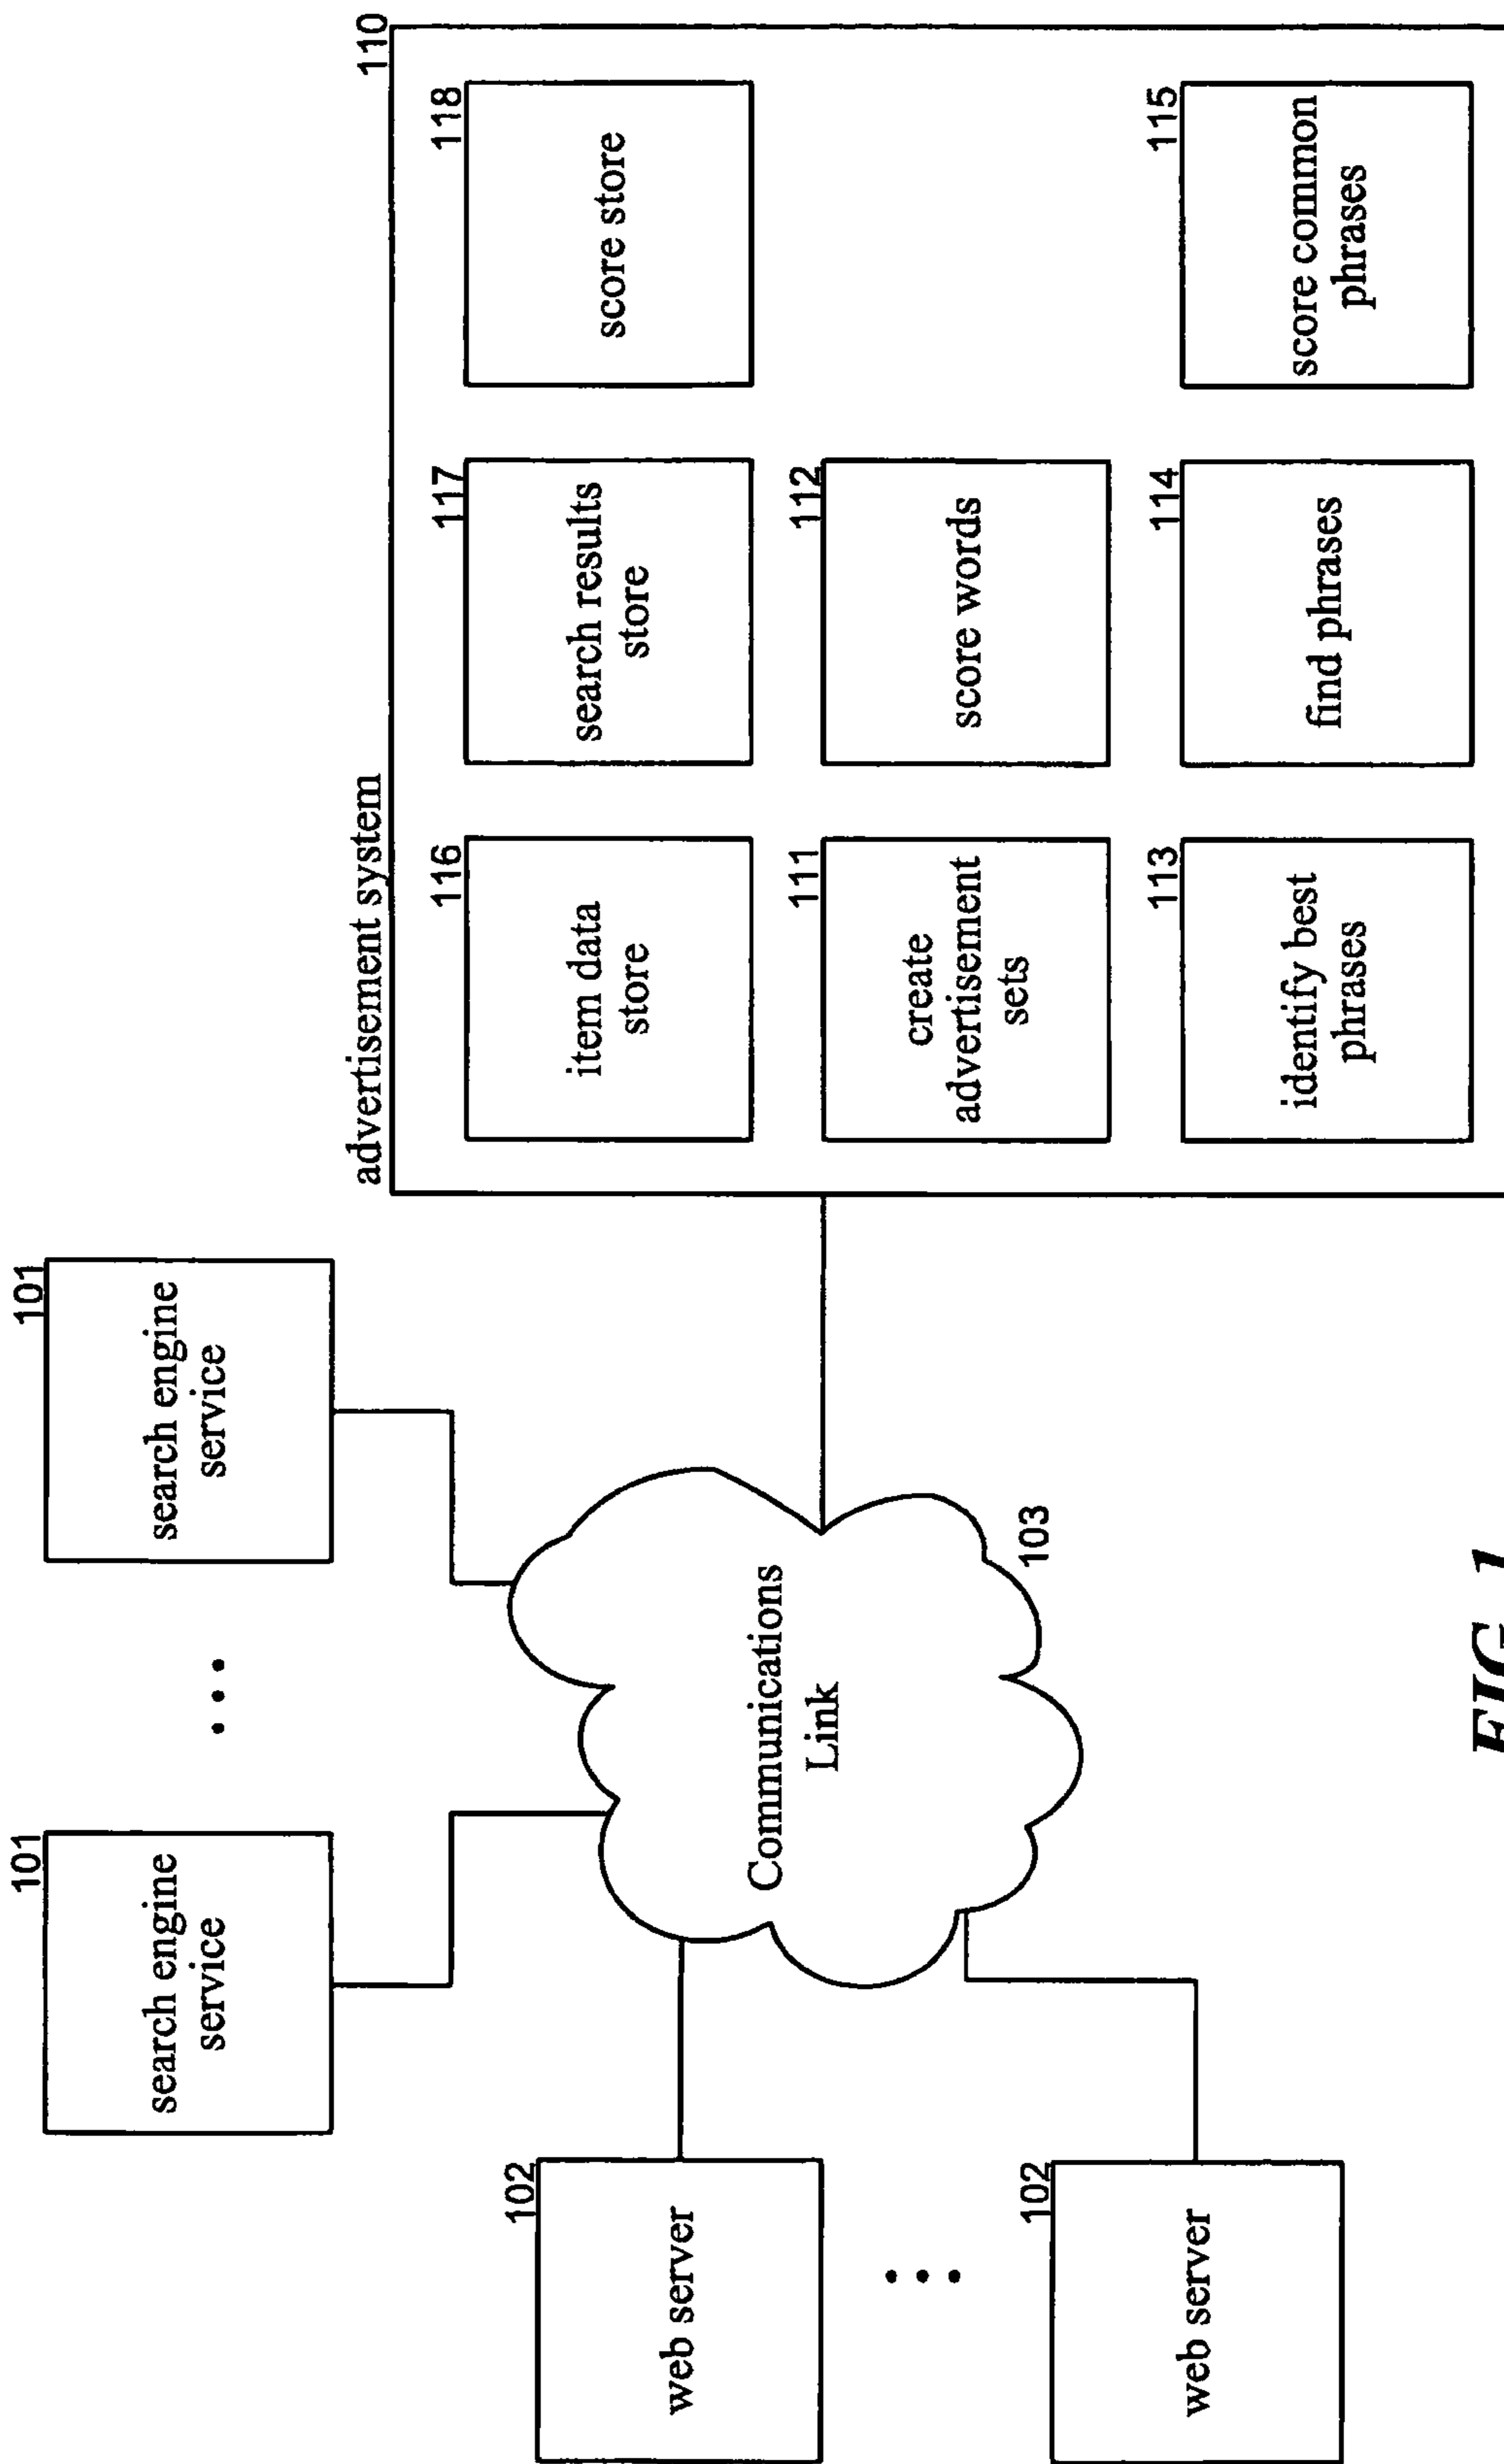 101
search engine
service
...
101
search engine
service
102
web server
...
102
web server
Communications
Link
103
advertisement system
110
116
item data
store
117
search results
store
118
score store
111
create
advertisement
sets
112
score words
113
identify best
phrases
114
find phrases
115
score common
phrases
FIG. 1